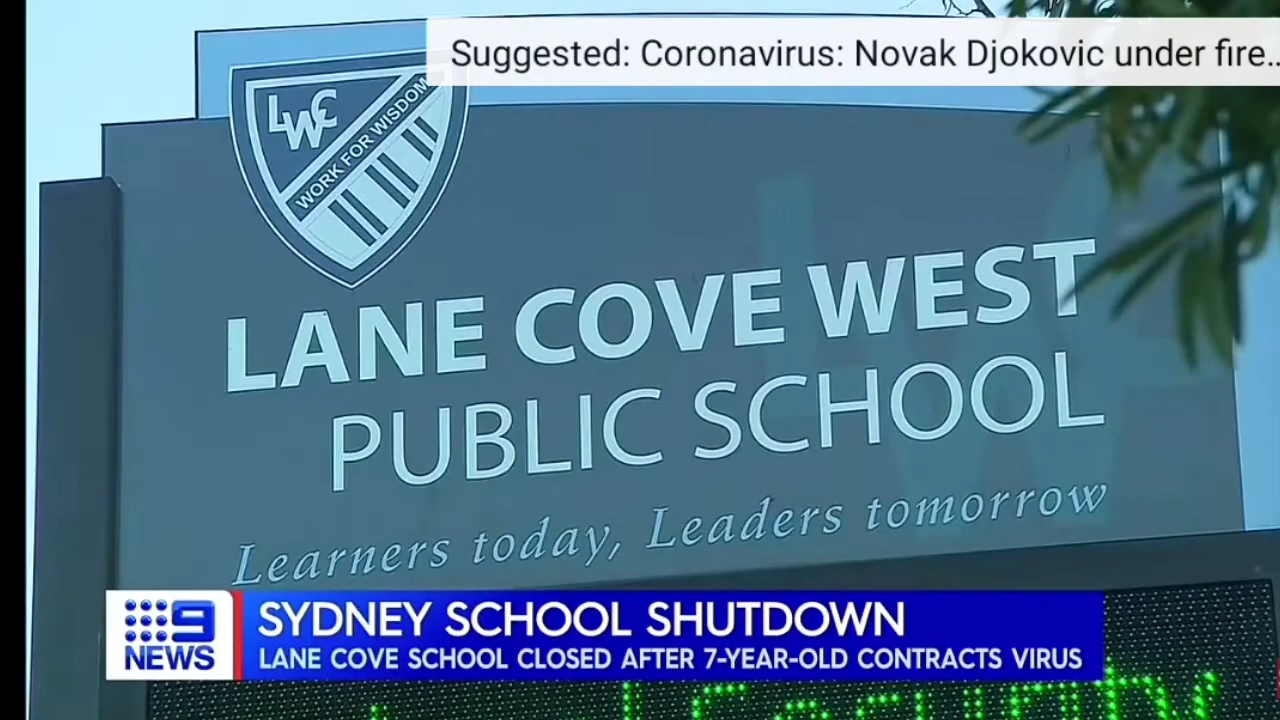 Suggested: Coronavirus: Novak Djokovic under fire...
LWC
WORK FOR WISDOM
LANE COVE WEST
PUBLIC SCHOOL
Learners today, Leaders tomorrow
9
NEWS
SYDNEY SCHOOL SHUTDOWN
LANE COVE SCHOOL CLOSED AFTER 7-YEAR-OLD CONTRACTS VIRUS
Security